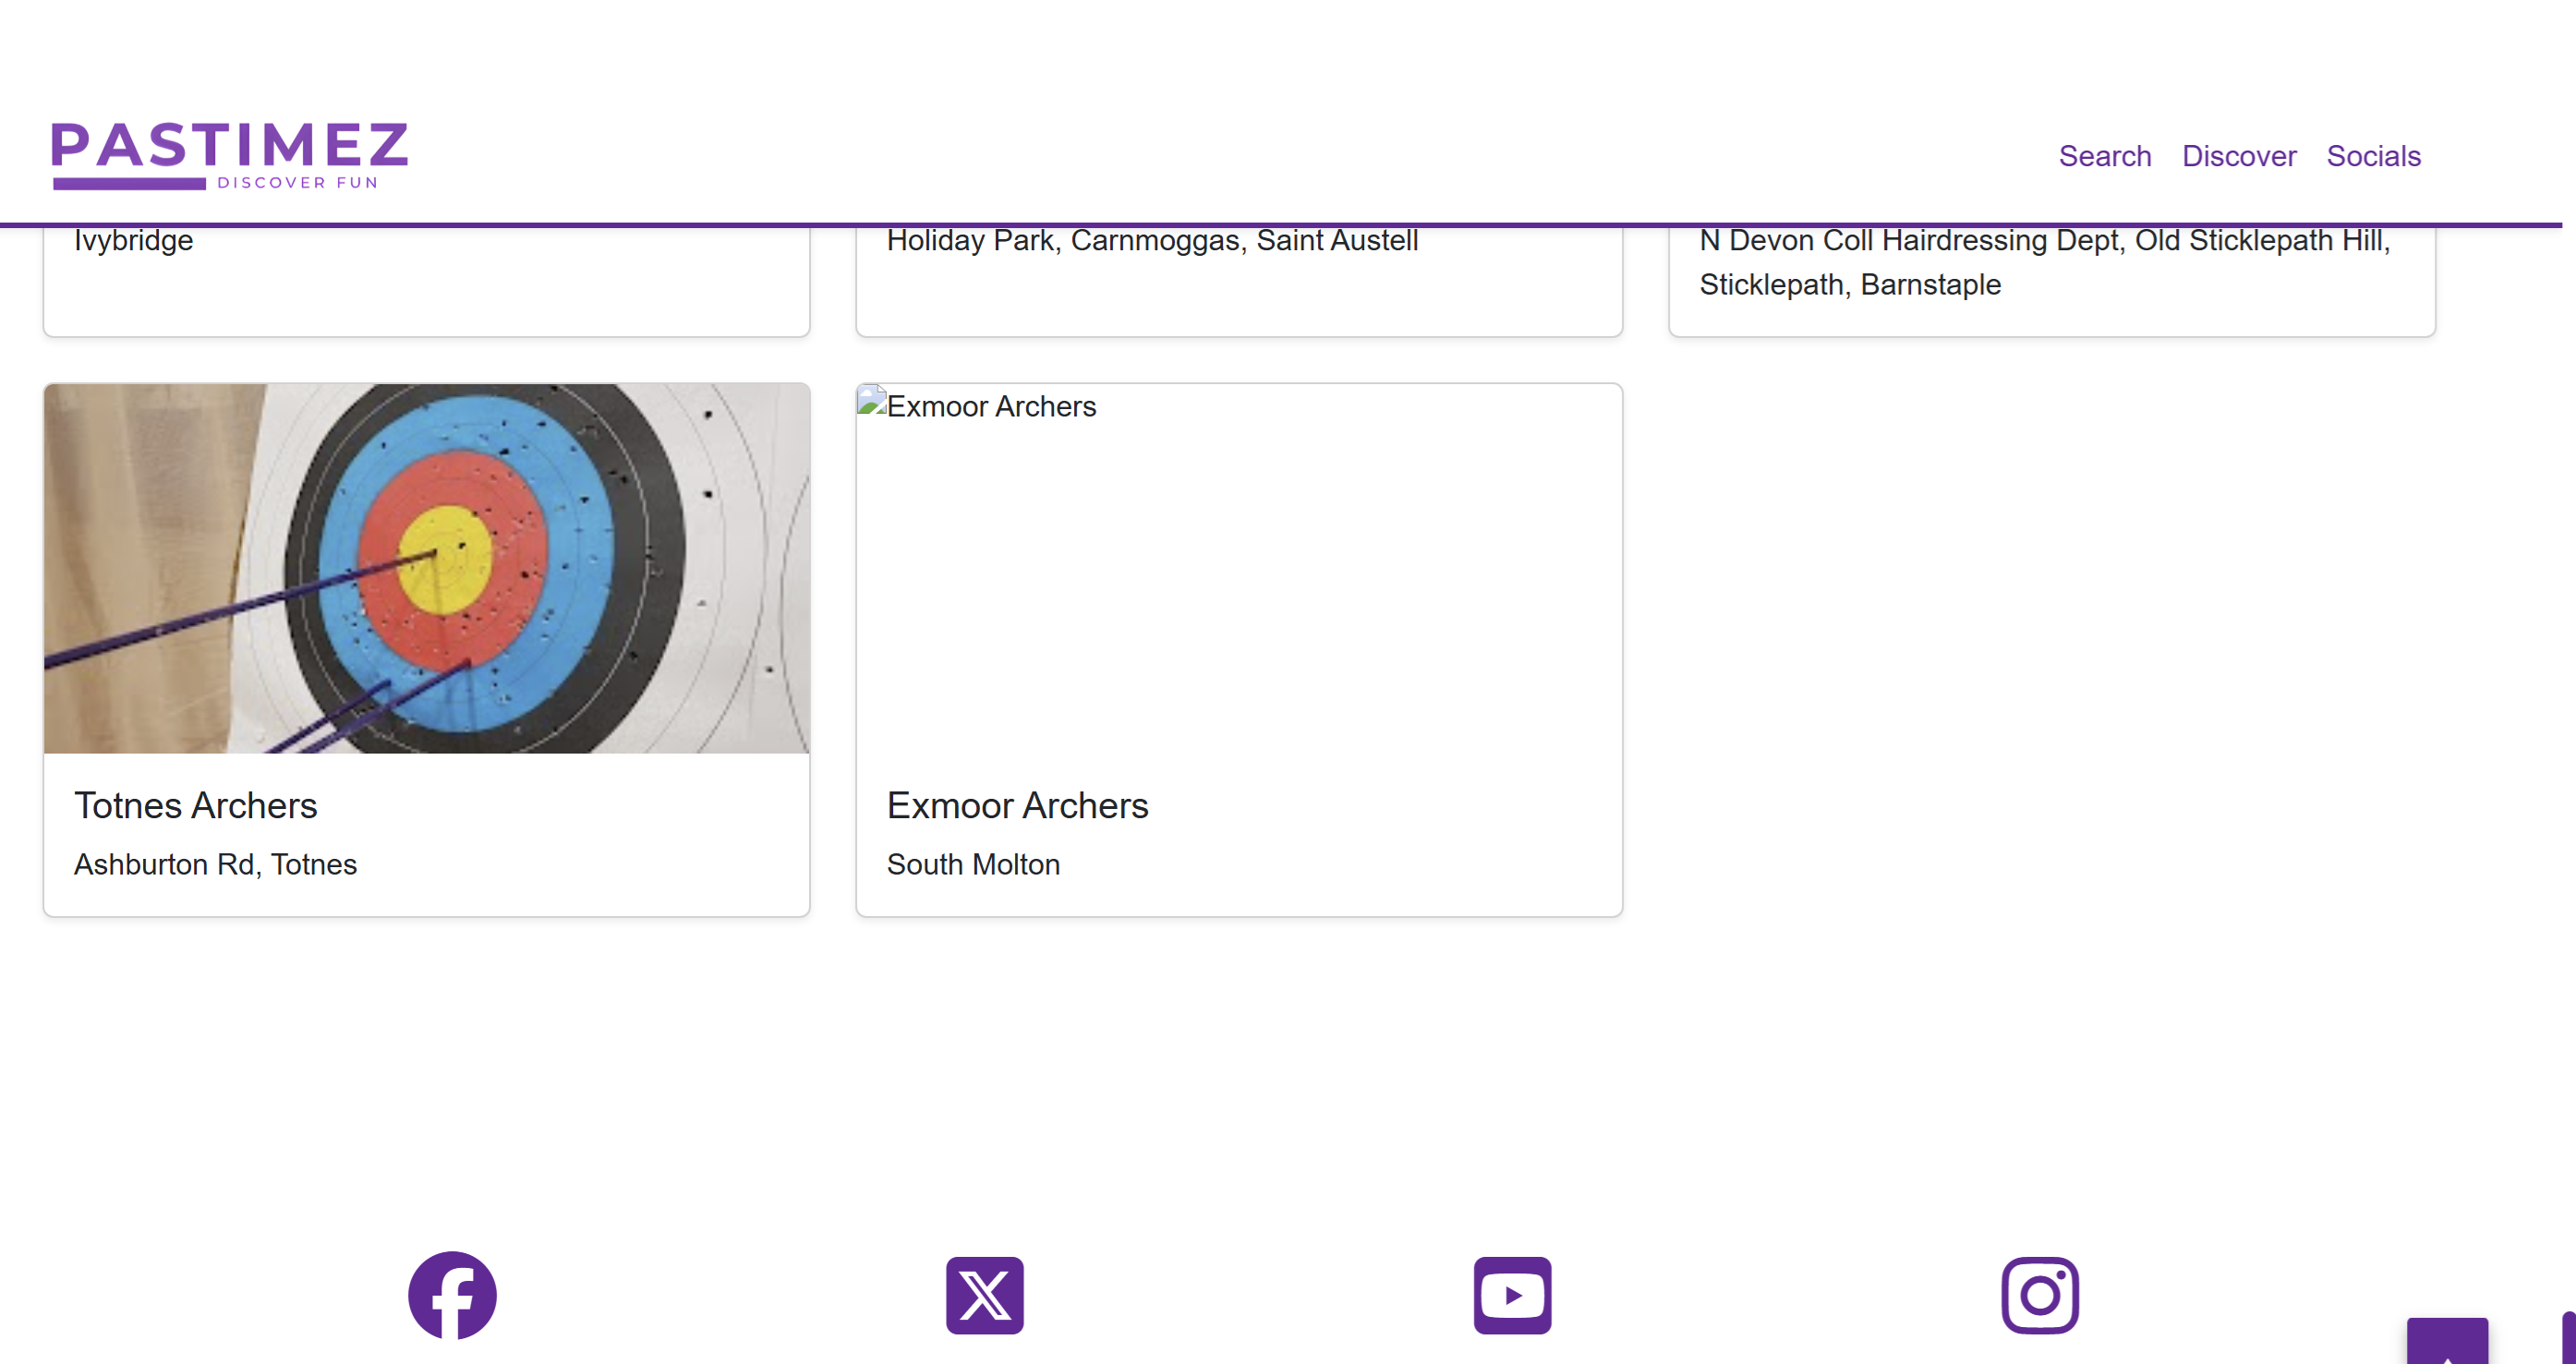 PASTIMEZ
DISCOVER FUN
Search Discover Socials
Ivybridge
Holiday Park, Carnmoggas, Saint Austell
N Devon Coll Hairdressing Dept, Old Sticklepath Hill,
Sticklepath, Barnstaple
Exmoor Archers
Totnes Archers
Ashburton Rd, Totnes
Exmoor Archers
South Molton